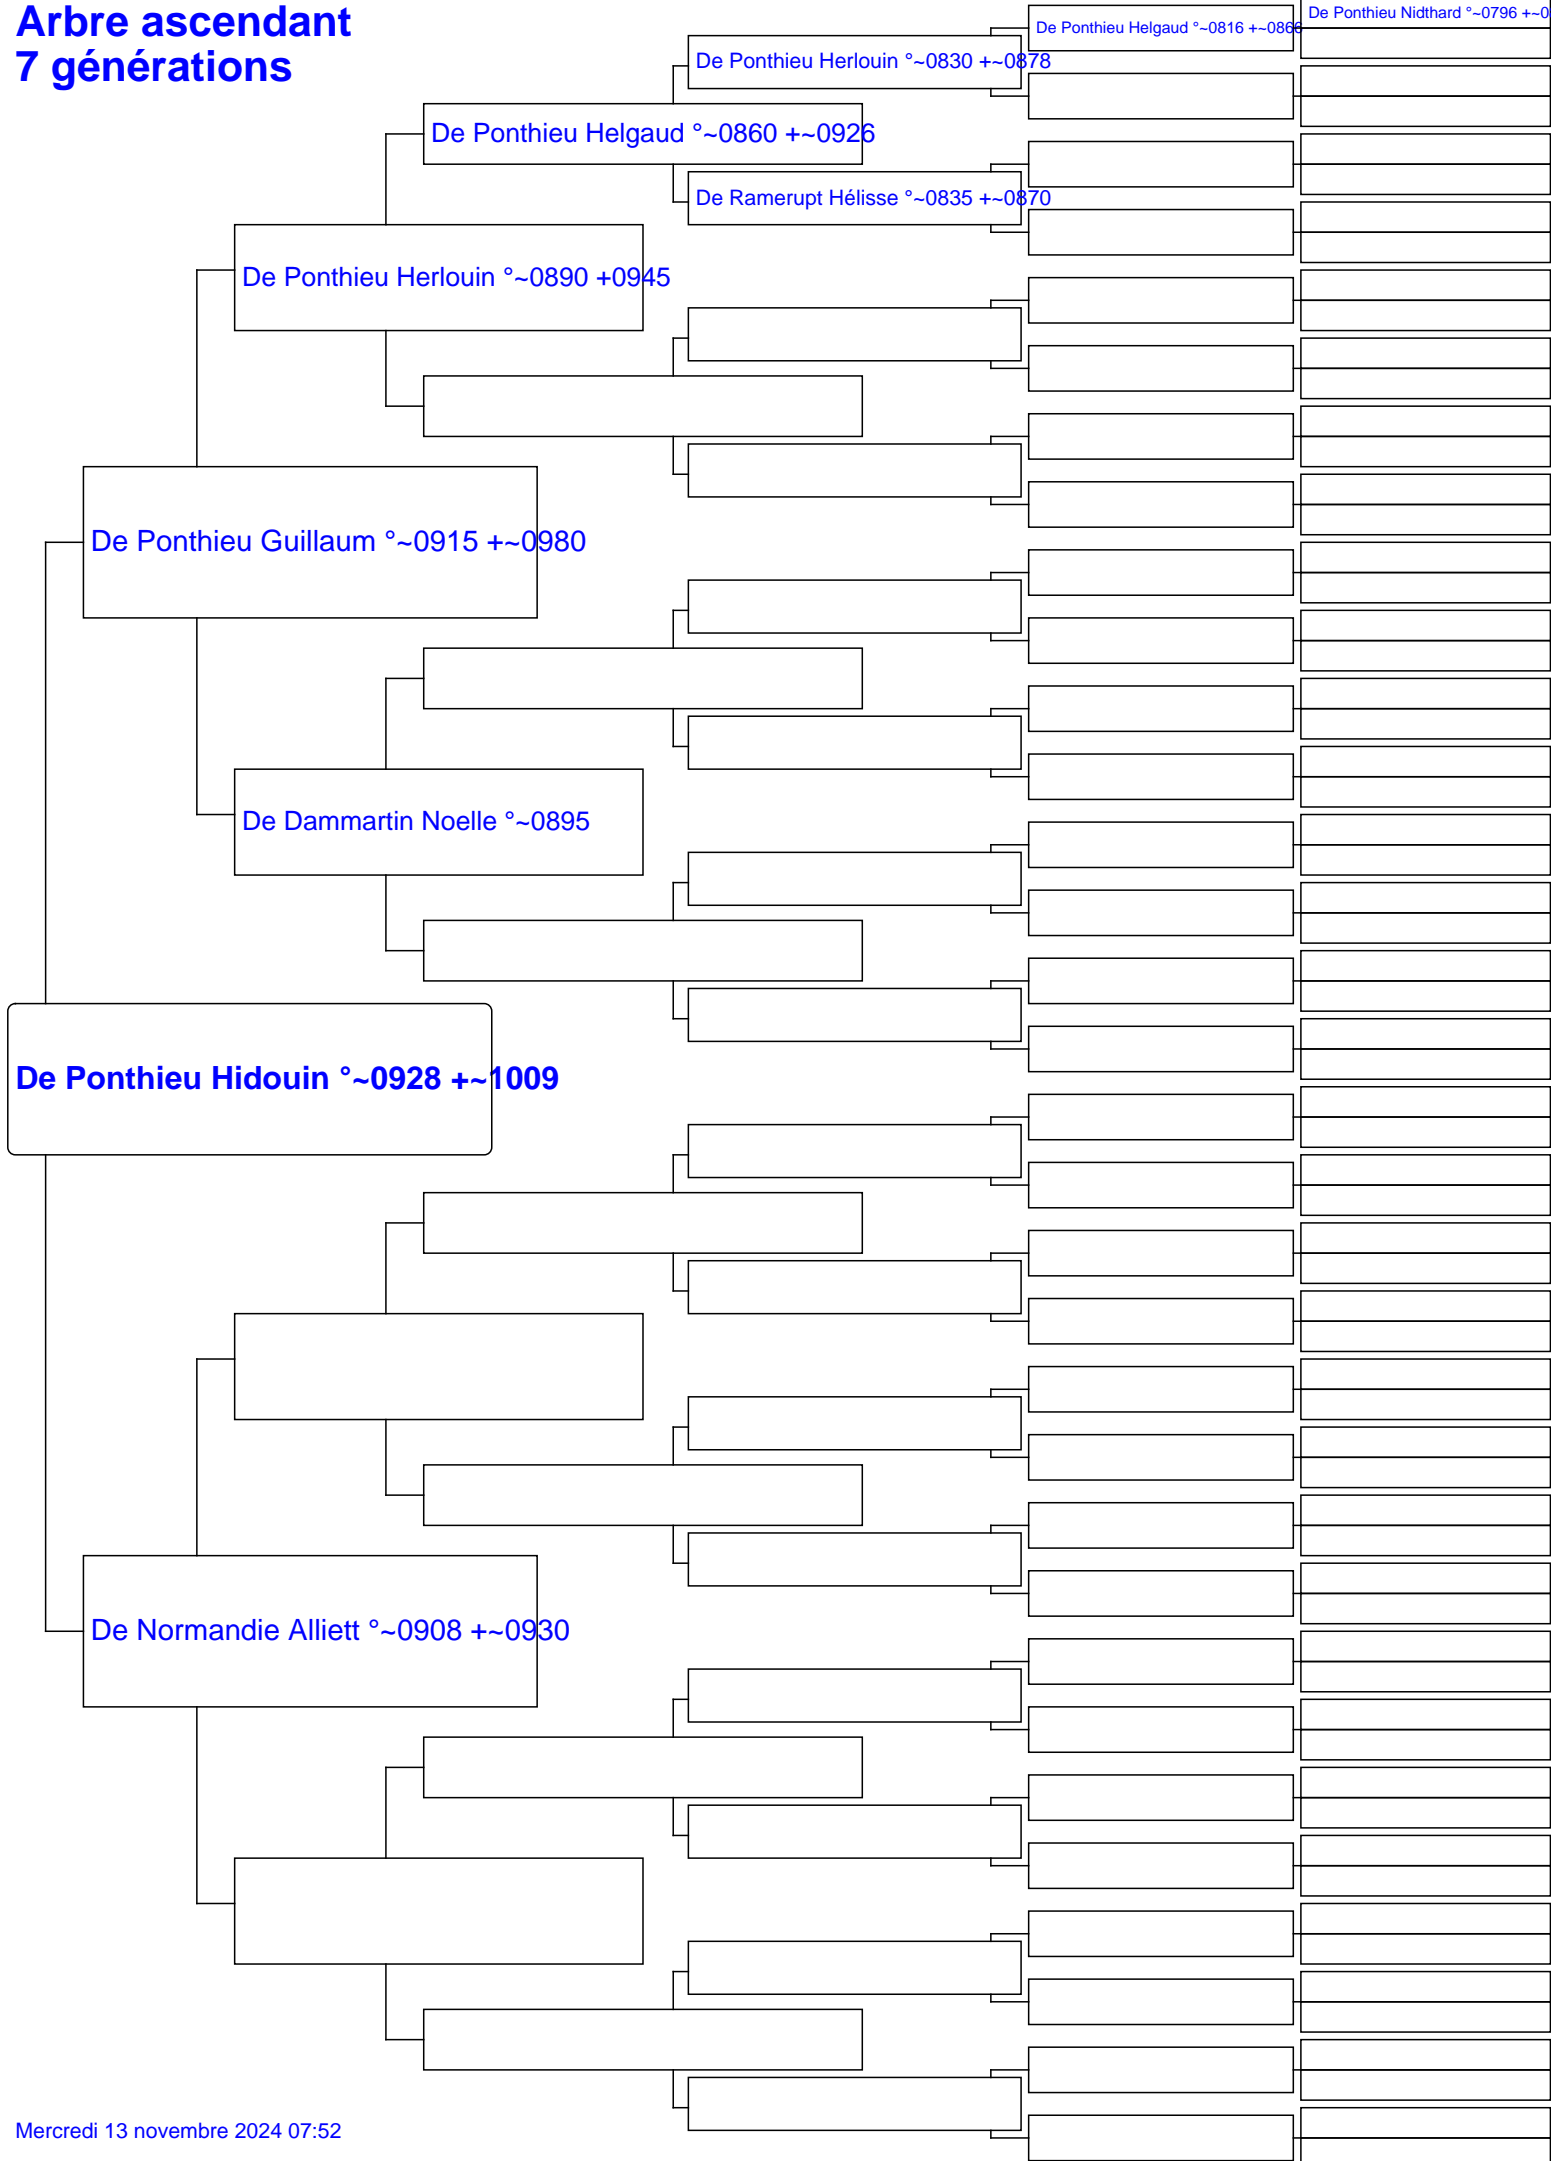 Arbre ascendant
7 générations
De Ponthieu Nidthard °~0796 +~0
De Ponthieu Helgaud °~0816 +~0866
De Ponthieu Herlouin °~0830 +~0878
De Ponthieu Helgaud °~0860 +~0926
De Ramerupt Hélisse °~0835 +~0870
De Ponthieu Herlouin °~0890 +0945
De Ponthieu Guillaum °~0915 +~0980
De Dammartin Noelle °~0895
De Ponthieu Hidouin °~0928 +~1009
De Normandie Alliett °~0908 +~0930
Mercredi 13 novembre 2024 07:52